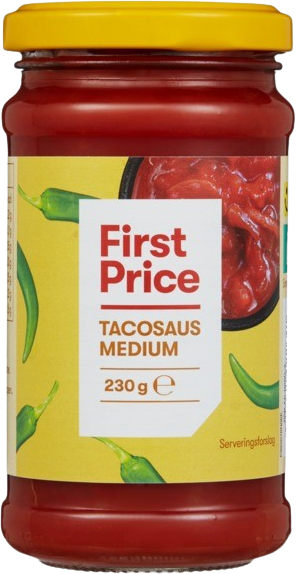 First
Price
TACOSAUS
MEDIUM
230 g ℮
Serveringsforslag